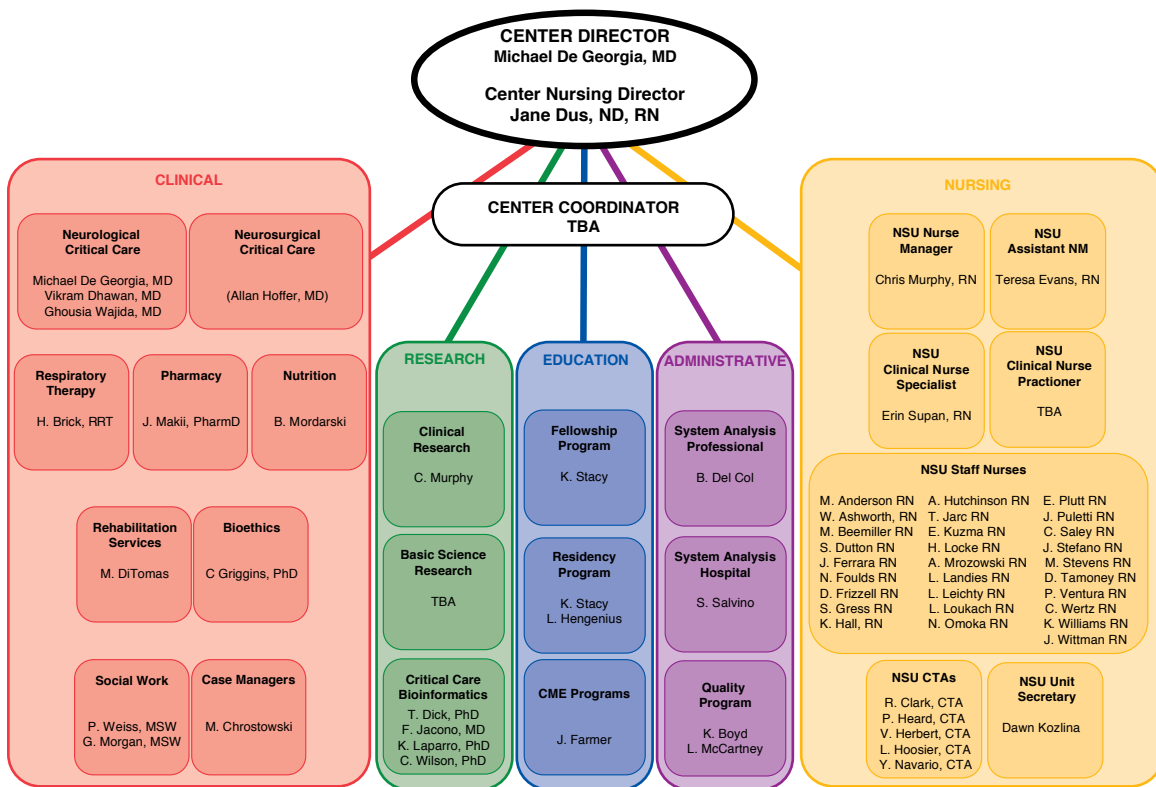 CENTER DIRECTOR
Michael De Georgia, MD
Center Nursing Director
Jane Dus, ND, RN
CENTER COORDINATOR
TBA
CLINICAL
Neurological
Critical Care
Michael De Georgia, MD
Vikram Dhawan, MD
Ghousia Wajida, MD
Neurosurgical
Critical Care
(Allan Hoffer, MD)
Respiratory
Therapy
H. Brick, RRT
Pharmacy
J. Makii, PharmD
Nutrition
B. Mordarski
Rehabilitation
Services
M. DiTomas
Bioethics
C Griggins, PhD
Social Work
P. Weiss, MSW
G. Morgan, MSW
Case Managers
M. Chrostowski
RESEARCH
Clinical
Research
C. Murphy
Basic Science
Research
TBA
Critical Care
Bioinformatics
T. Dick, PhD
F. Jacono, MD
K. Laparro, PhD
C. Wilson, PhD
EDUCATION
Fellowship
Program
K. Stacy
Residency
Program
K. Stacy
L. Hengenius
CME Programs
J. Farmer
ADMINISTRATIVE
System Analysis
Professional
B. Del Col
System Analysis
Hospital
S. Salvino
Quality
Program
K. Boyd
L. McCartney
NURSING
NSU Nurse
Manager
Chris Murphy, RN
NSU
Assistant NM
Teresa Evans, RN
NSU
Clinical Nurse
Specialist
Erin Supan, RN
NSU
Clinical Nurse
Practioner
TBA
NSU Staff Nurses
M. Anderson RN
W. Ashworth, RN
M. Beemiller RN
S. Dutton RN
J. Ferrara RN
N. Foulds RN
D. Frizzell RN
S. Gress RN
K. Hall, RN
A. Hutchinson RN
T. Jarc RN
E. Kuzma RN
H. Locke RN
A. Mrozowski RN
L. Landies RN
L. Leichty RN
L. Loukach RN
N. Omoka RN
E. Plutt RN
J. Puletti RN
C. Saley RN
J. Stefano RN
M. Stevens RN
D. Tamoney RN
P. Ventura RN
C. Wertz RN
K. Williams RN
J. Wittman RN
NSU CTAs
R. Clark, CTA
P. Heard, CTA
V. Herbert, CTA
L. Hoosier, CTA
Y. Navario, CTA
NSU Unit
Secretary
Dawn Kozlina